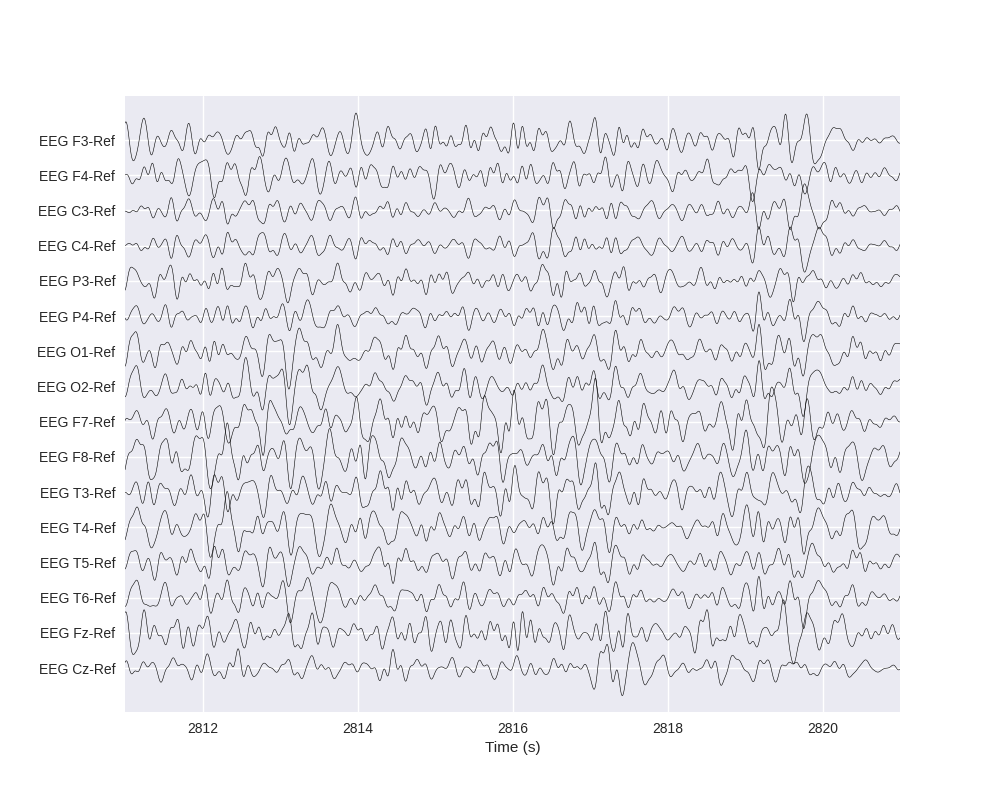 EEG F3-Ref
EEG F4-Ref
EEG C3-Ref
EEG C4-Ref
EEG P3-Ref
EEG P4-Ref
EEG O1-Ref
EEG O2-Ref
EEG F7-Ref
EEG F8-Ref
EEG T3-Ref
EEG T4-Ref
EEG T5-Ref
EEG T6-Ref
EEG Fz-Ref
EEG Cz-Ref
2812 2814 2816 2818 2820
Time (s)